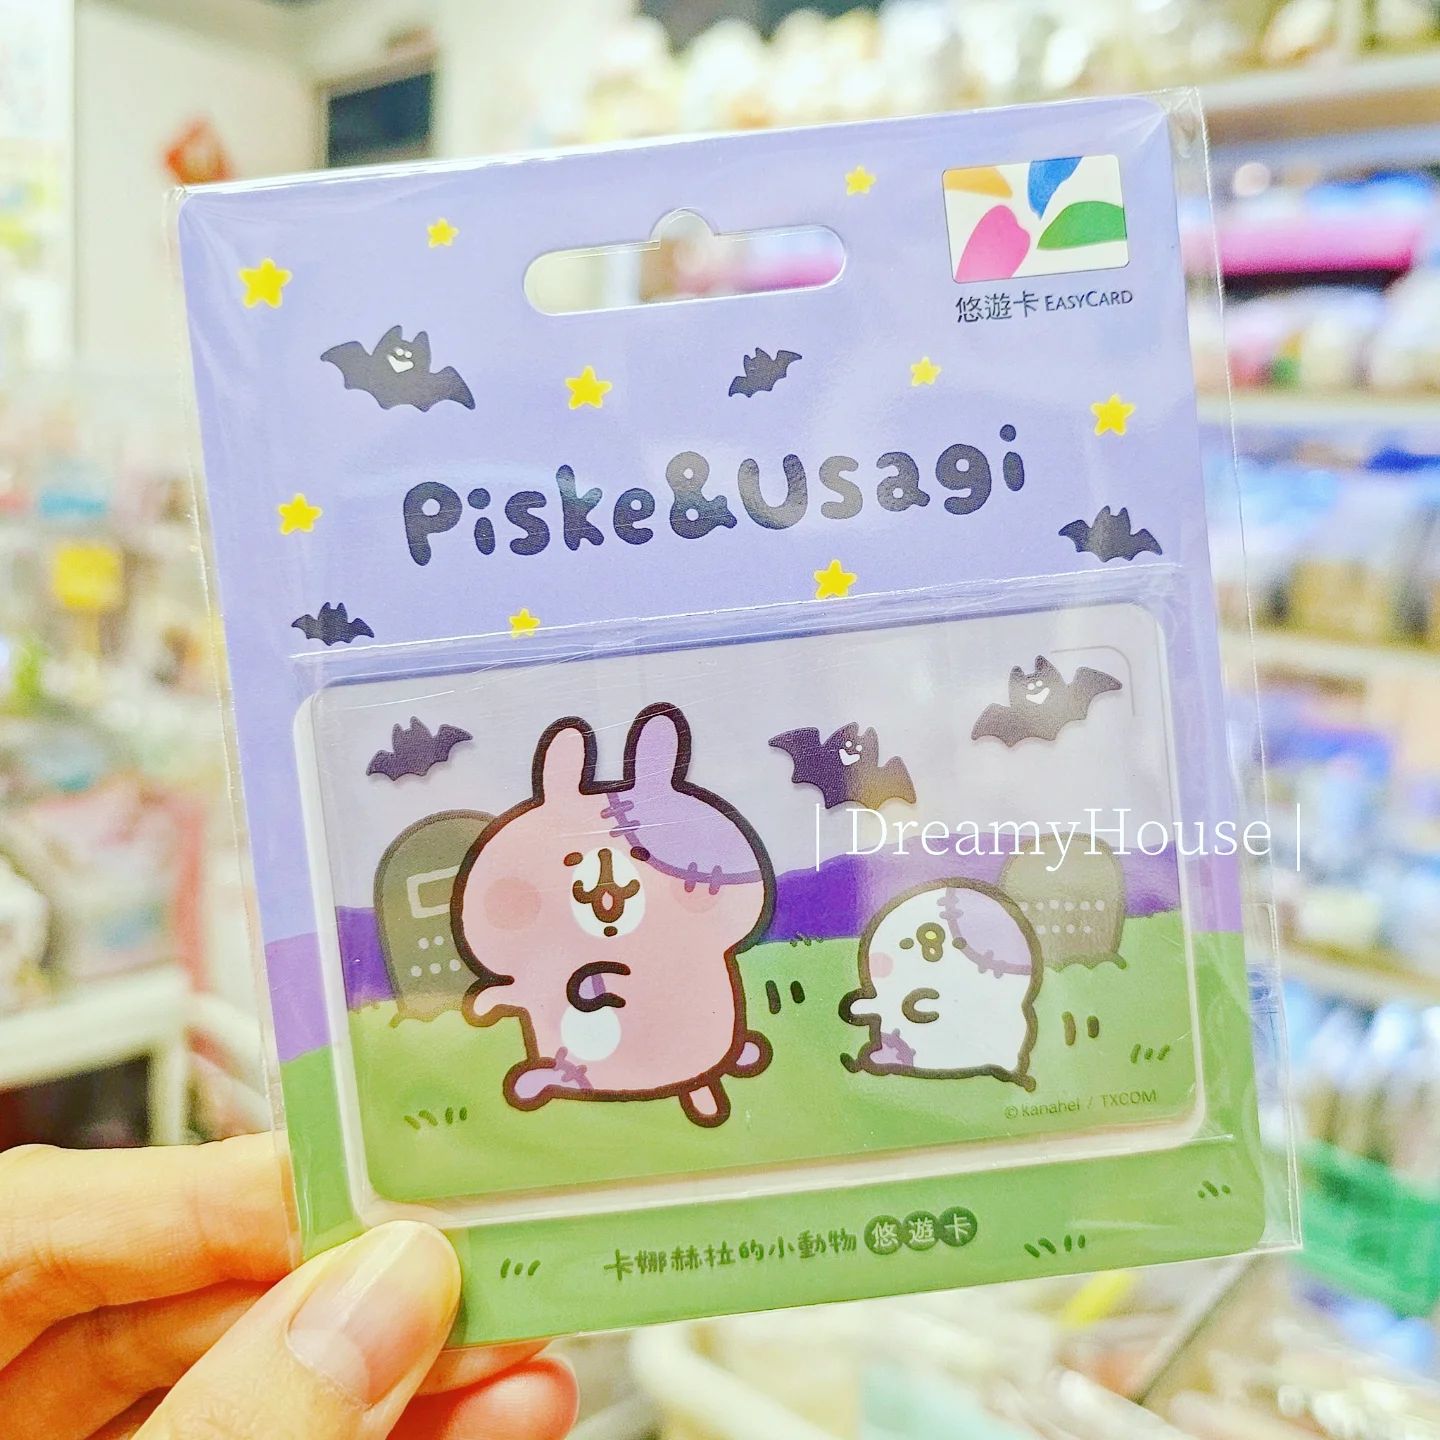 悠遊卡 EASYCARD
Piske&Usagi
| DreamyHouse |
©kanahei / TXCOM
卡娜赫拉的小動物 悠遊卡